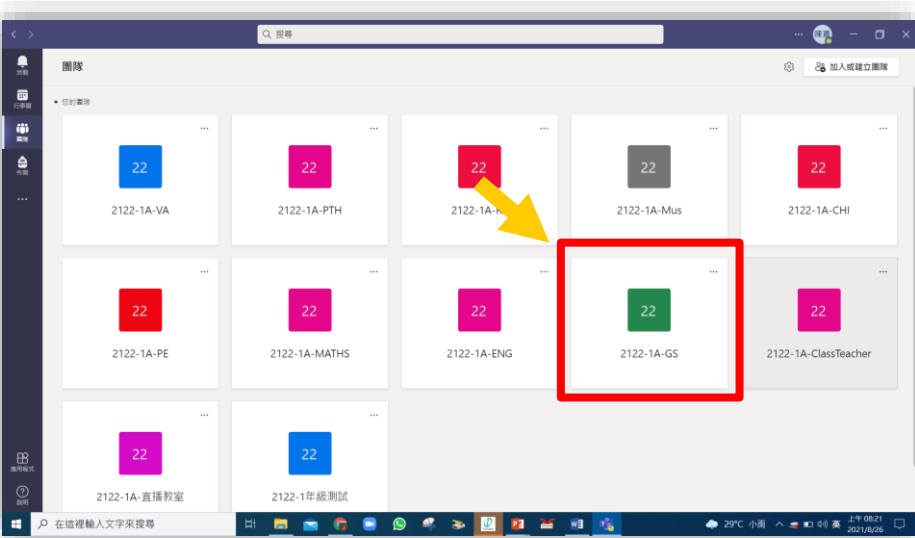 搜尋
陳惠
活動
團隊
加入或建立團隊
行事曆
您的團隊
團隊
作業
22
22
22
22
22
2122-1A-VA
2122-1A-PTH
2122-1A-
2122-1A-Mus
2122-1A-CHI
22
22
22
22
22
2122-1A-PE
2122-1A-MATHS
2122-1A-ENG
2122-1A-GS
2122-1A-ClassTeacher
22
22
2122-1A-直播教室
2122-1年級測試
應用程式
說明
在這裡輸入文字來搜尋
29°C 小雨
英
上午 08:21
2021/8/26